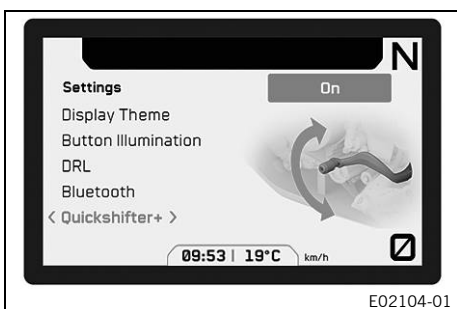 N
Settings
On
Display Theme
Button Illumination
DRL
Bluetooth
< Quickshifter+ >
09:53 | 19°C
km/h
E02104-01